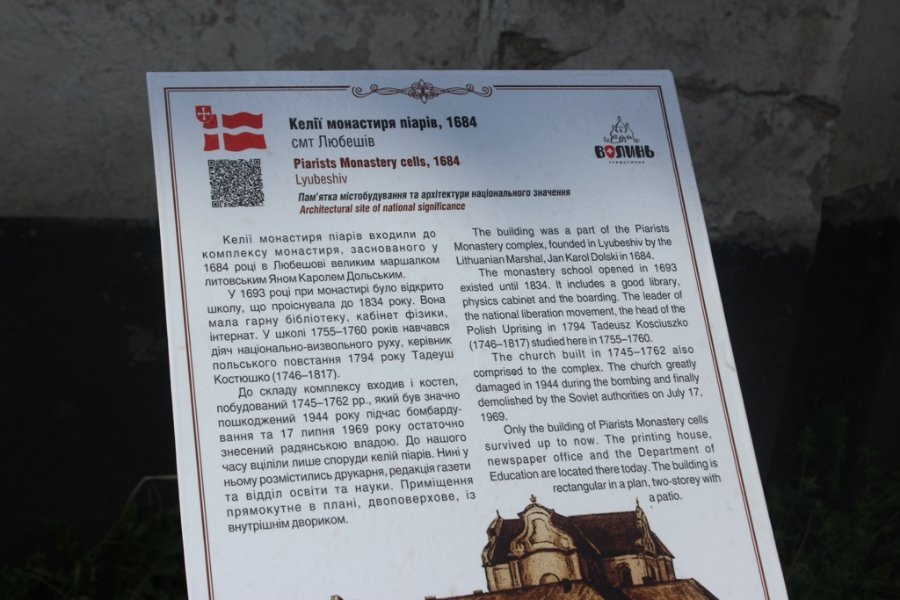 Келії монастиря піарів, 1684
смт Любешів
Piarists Monastery cells, 1684
Lyubeshiv
Пам'ятка містобудування та архітектури національного значення
Architectural site of national significance
ВОЛИНЬ
Келії монастиря піарів входили до
комплексу монастиря, заснованого у
1684 році в Любешові великим маршалком
литовським Яном Каролем Дольським.
У 1693 році при монастирі було відкрито
школу, що проіснувала до 1834 року. Вона
мала гарну бібліотеку, кабінет фізики,
інтернат. У школі 1755–1760 років навчався
діяч національно-визвольного руху, керівник
польського повстання 1794 року Тадеуш
Костюшко (1746–1817).
До складу комплексу входив і костел,
побудований 1745–1762 рр., який був значно
пошкоджений 1944 року підчас бомбарду-
вання та 17 липня 1969 року остаточно
знесений радянською владою. До нашого
часу вціліли лише споруди келій піарів. Нині у
ньому розмістились друкарня, редакція газети
та відділ освіти та науки. Приміщення
прямокутне в плані, двоповерхове, із
внутрішнім двориком.
The building was a part of the Piarists
Monastery complex, founded in Lyubeshiv by the
Lithuanian Marshal, Jan Karol Dolski in 1684.
The monastery school opened in 1693
existed until 1834. It includes a good library,
physics cabinet and the boarding. The leader of
the national liberation movement, the head of the
Polish Uprising in 1794 Tadeusz Kosciuszko
(1746–1817) studied here in 1755–1760.
The church built in 1745–1762 also
comprised to the complex. The church greatly
damaged in 1944 during the bombing and finally
demolished by the Soviet authorities on July 17,
1969.
Only the building of Piarists Monastery cells
survived up to now. The printing house,
newspaper office and the Department of
Education are located there today. The building is
rectangular in a plan, two-storey with
a patio.